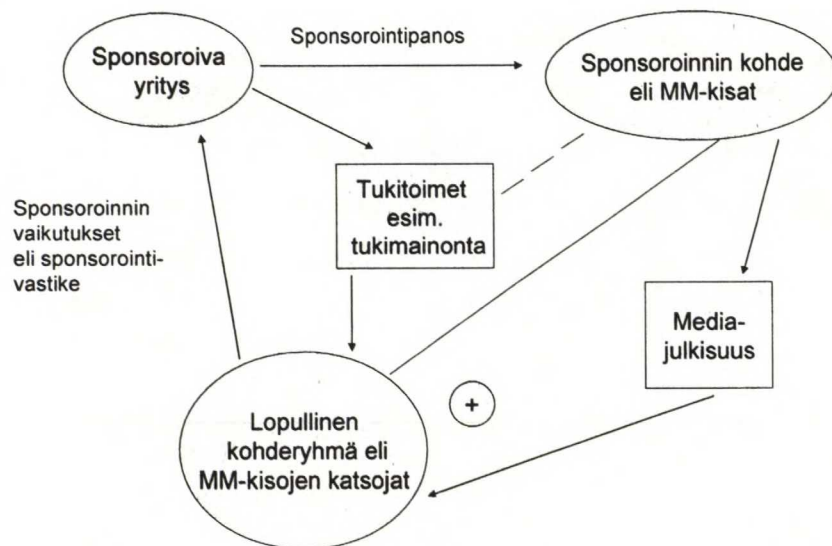 Sponsoroiva
yritys
Sponsorointipanos
Sponsoroinnin kohde
eli MM-kisat
Tukitoimet
esim.
tukimainonta
Sponsoroinnin
vaikutukset
eli sponsorointi-
vastike
Media-
julkisuus
+
Lopullinen
kohderyhmä eli
MM-kisojen katsojat